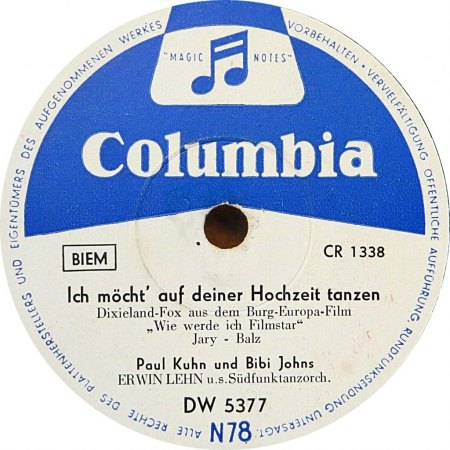 ALLE RECHTE DES PLATTENHERSTELLERS UND EIGENTÜMERS DES AUFGENOMMENEN WERKES VORBEHALTEN • VERVIELFÄLTIGUNG ÖFFENTLICHE AUFFÜHRUNG RUNDFUNKSENDUNG UNTERSAGT.
"MAGIC NOTES"
Columbia
BIEM
CR 1338
Ich möcht' auf deiner Hochzeit tanzen
Dixieland-Fox aus dem Burg-Europa-Film
„Wie werde ich Filmstar“
Jary - Balz
Paul Kuhn und Bibi Johns
ERWIN LEHN u.s.Südfunktanzorch.
DW 5377
N78